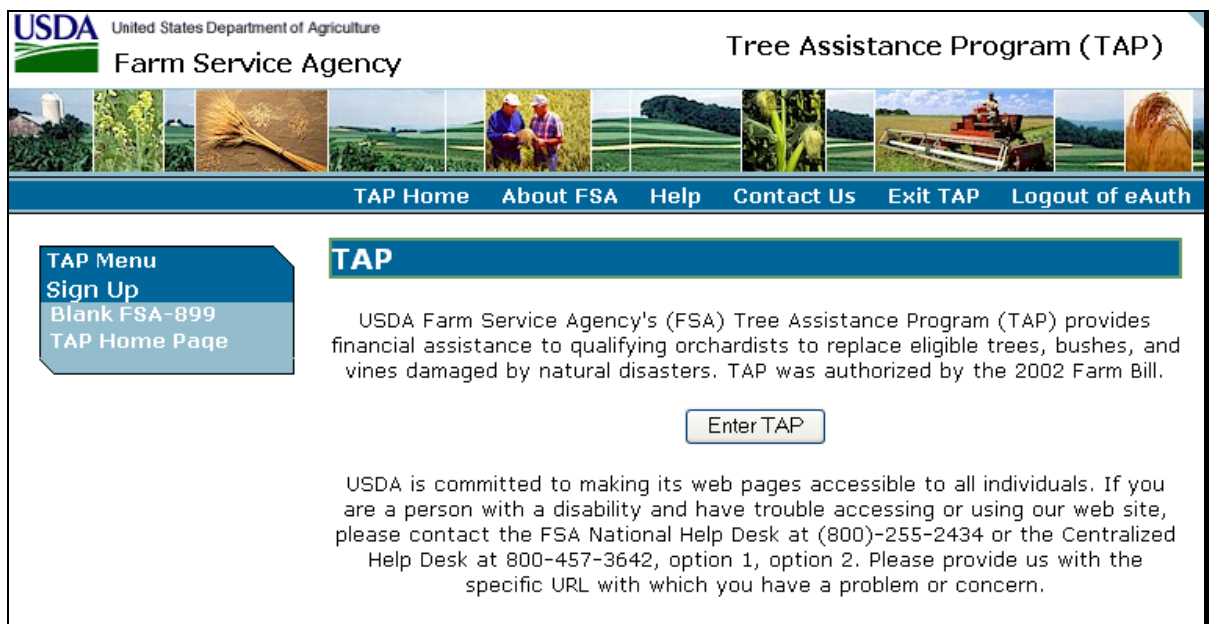 USDA United States Department of Agriculture
Farm Service Agency
Tree Assistance Program (TAP)
TAP Home About FSA Help Contact Us Exit TAP Logout of eAuth
TAP Menu
Sign Up
Blank FSA-899
TAP Home Page
TAP
USDA Farm Service Agency's (FSA) Tree Assistance Program (TAP) provides
financial assistance to qualifying orchardists to replace eligible trees, bushes, and
vines damaged by natural disasters. TAP was authorized by the 2002 Farm Bill.
Enter TAP
USDA is committed to making its web pages accessible to all individuals. If you
are a person with a disability and have trouble accessing or using our web site,
please contact the FSA National Help Desk at (800)-255-2434 or the Centralized
Help Desk at 800-457-3642, option 1, option 2. Please provide us with the
specific URL with which you have a problem or concern.